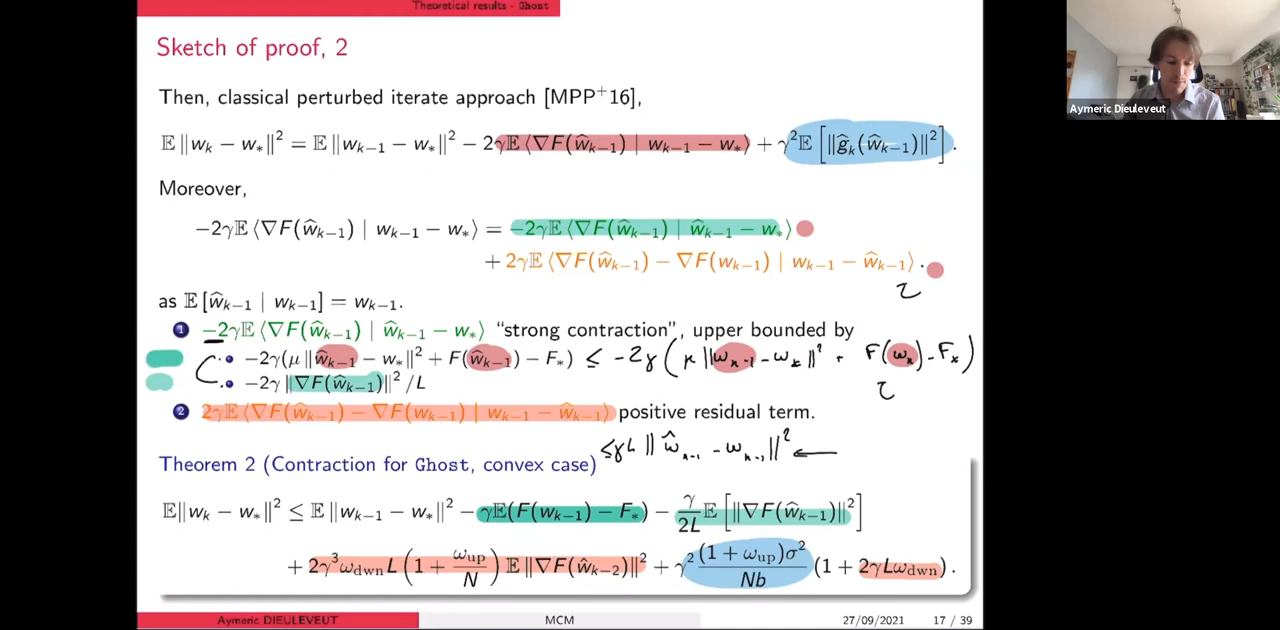 Theoretical results - Ghost
Sketch of proof, 2
Aymeric Dieuleveut
Then, classical perturbed iterate approach [MPP⁺16],
𝔼‖w_k − w_*‖² = 𝔼‖w_{k−1} − w_*‖² − 2γ𝔼⟨∇F(ŵ_{k−1}) | w_{k−1} − w_*⟩ + γ²𝔼[‖ĝ_k(ŵ_{k−1})‖²].
Moreover,
−2γ𝔼⟨∇F(ŵ_{k−1}) | w_{k−1} − w_*⟩ = −2γ𝔼⟨∇F(ŵ_{k−1}) | ŵ_{k−1} − w_*⟩
+ 2γ𝔼⟨∇F(ŵ_{k−1}) − ∇F(w_{k−1}) | w_{k−1} − ŵ_{k−1}⟩.
as 𝔼[ŵ_{k−1} | w_{k−1}] = w_{k−1}.
1 −2γ𝔼⟨∇F(ŵ_{k−1}) | ŵ_{k−1} − w_*⟩ "strong contraction", upper bounded by
• −2γ(μ‖ŵ_{k−1} − w_*‖² + F(ŵ_{k−1}) − F_*) ≤ −2γ(μ‖w_{k−1} − w_*‖² + F(w_k) − F_*)
• −2γ‖∇F(ŵ_{k−1})‖²/L
2 2γ𝔼⟨∇F(ŵ_{k−1}) − ∇F(w_{k−1}) | w_{k−1} − ŵ_{k−1}⟩ positive residual term.
≤ γL‖ŵ_{k−1} − w_{k−1}‖² ←
Theorem 2 (Contraction for Ghost, convex case)
𝔼‖w_k − w_*‖² ≤ 𝔼‖w_{k−1} − w_*‖² − γ𝔼(F(w_{k−1}) − F_*) − γ/2L 𝔼[‖∇F(ŵ_{k−1})‖²]
+ 2γ³ω_dwn L(1 + ω_up/N)𝔼‖∇F(ŵ_{k−2})‖² + γ² (1 + ω_up)σ²/Nb (1 + 2γLω_dwn).
Aymeric DIEULEVEUT MCM 27/09/2021 17 / 39